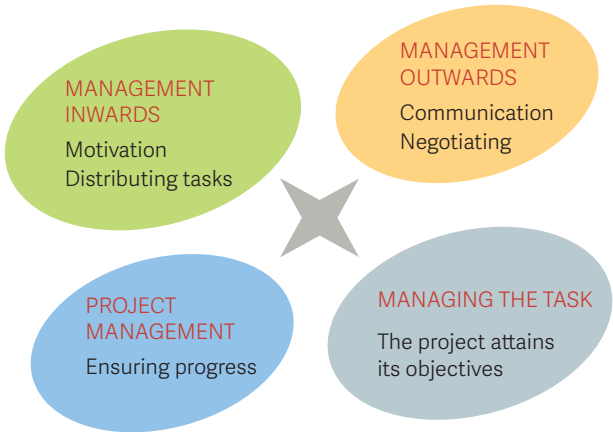 MANAGEMENT
INWARDS
Motivation
Distributing tasks
MANAGEMENT
OUTWARDS
Communication
Negotiating
PROJECT
MANAGEMENT
Ensuring progress
MANAGING THE TASK
The project attains
its objectives